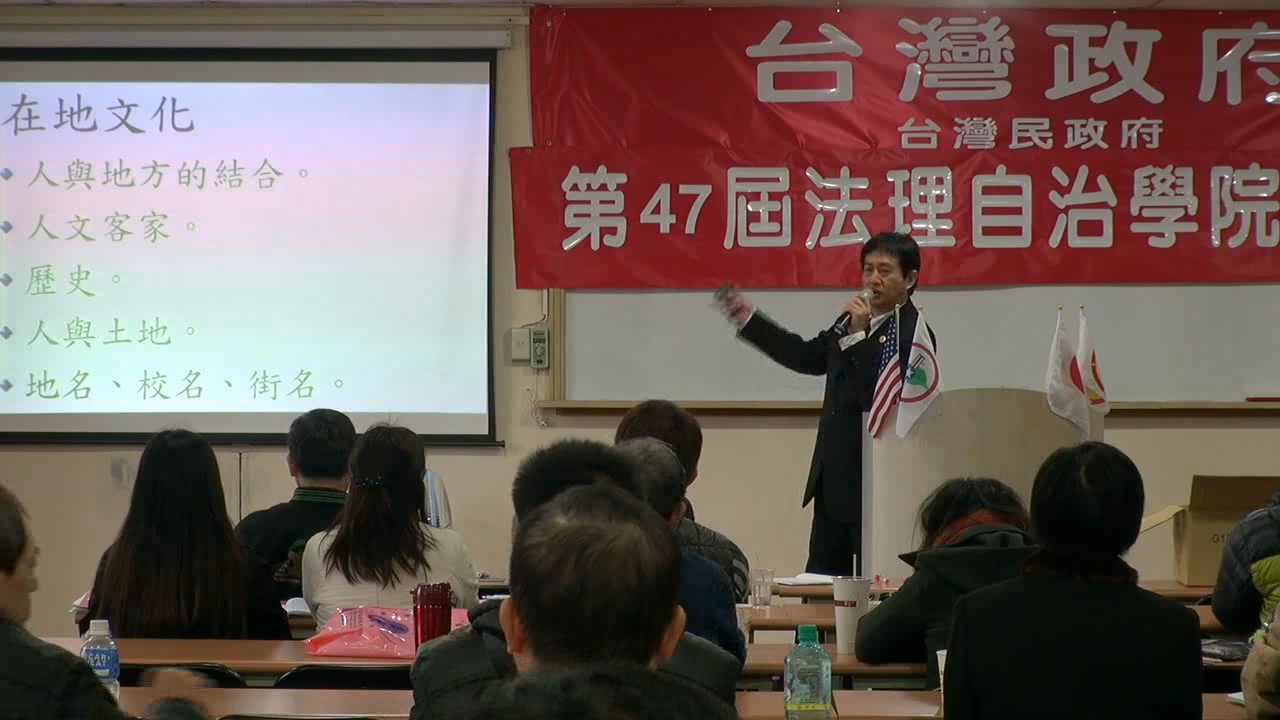 在地文化
人與地方的結合。
人文客家。
歷史。
人與土地。
地名、校名、街名。
台灣政府
台灣民政府
第47屆法理自治學院